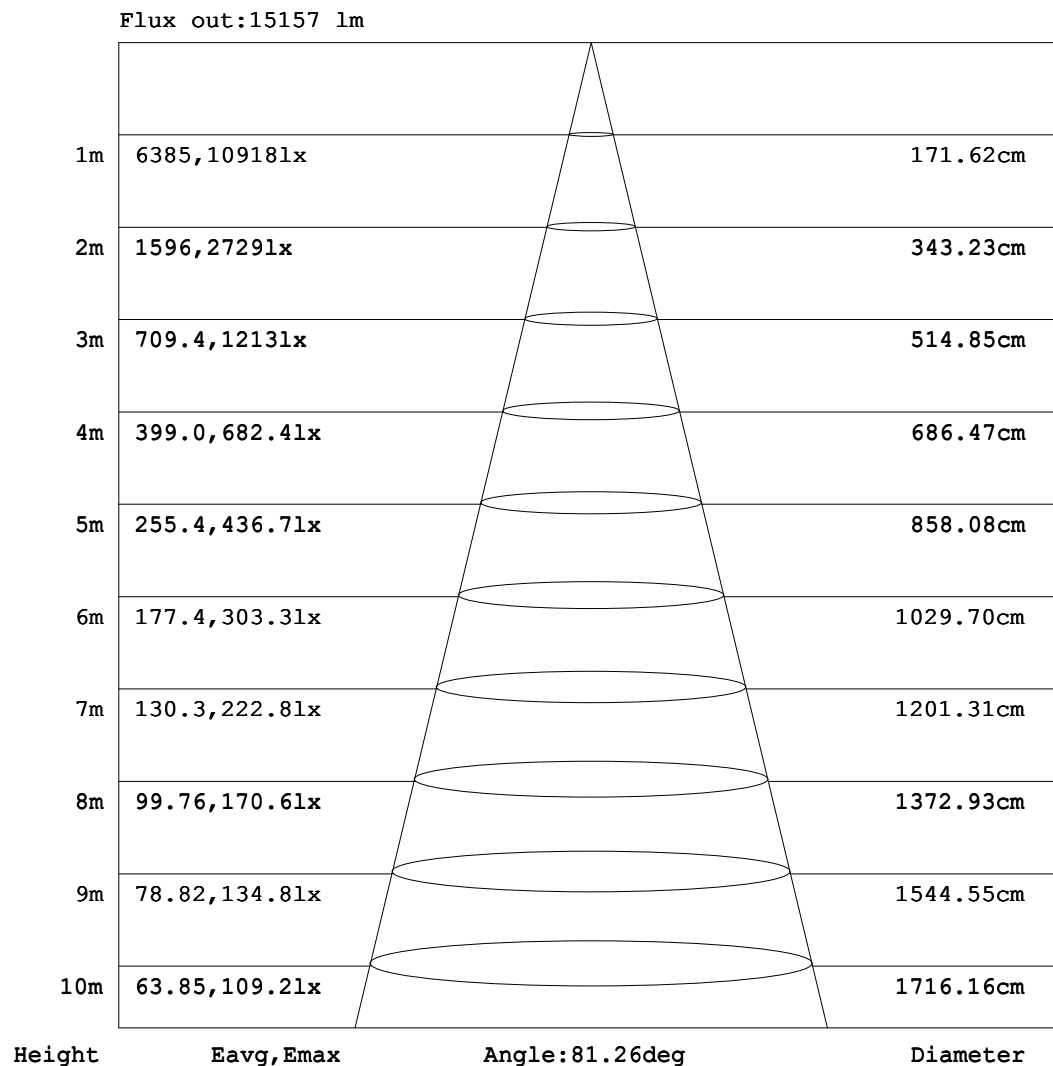 Flux out:15157 lm
1m 6385,10918lx 171.62cm
2m 1596,2729lx 343.23cm
3m 709.4,1213lx 514.85cm
4m 399.0,682.4lx 686.47cm
5m 255.4,436.7lx 858.08cm
6m 177.4,303.3lx 1029.70cm
7m 130.3,222.8lx 1201.31cm
8m 99.76,170.6lx 1372.93cm
9m 78.82,134.8lx 1544.55cm
10m 63.85,109.2lx 1716.16cm
Height Eavg,Emax Angle:81.26deg Diameter